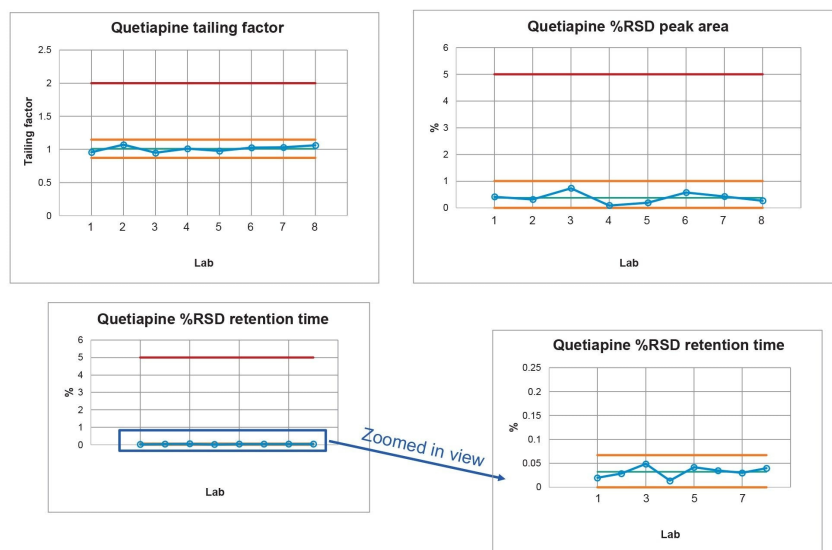 Quetiapine tailing factor
2.5
2
1.5
1
0.5
0
Tailing factor
1 2 3 4 5 6 7 8
Lab
Quetiapine %RSD peak area
6
5
4
3
2
1
0
%
1 2 3 4 5 6 7 8
Lab
Quetiapine %RSD retention time
6
5
4
3
2
1
0
%
Lab
Zoomed in view
Quetiapine %RSD retention time
0.25
0.2
0.15
0.1
0.05
0
%
1 3 5 7
Lab